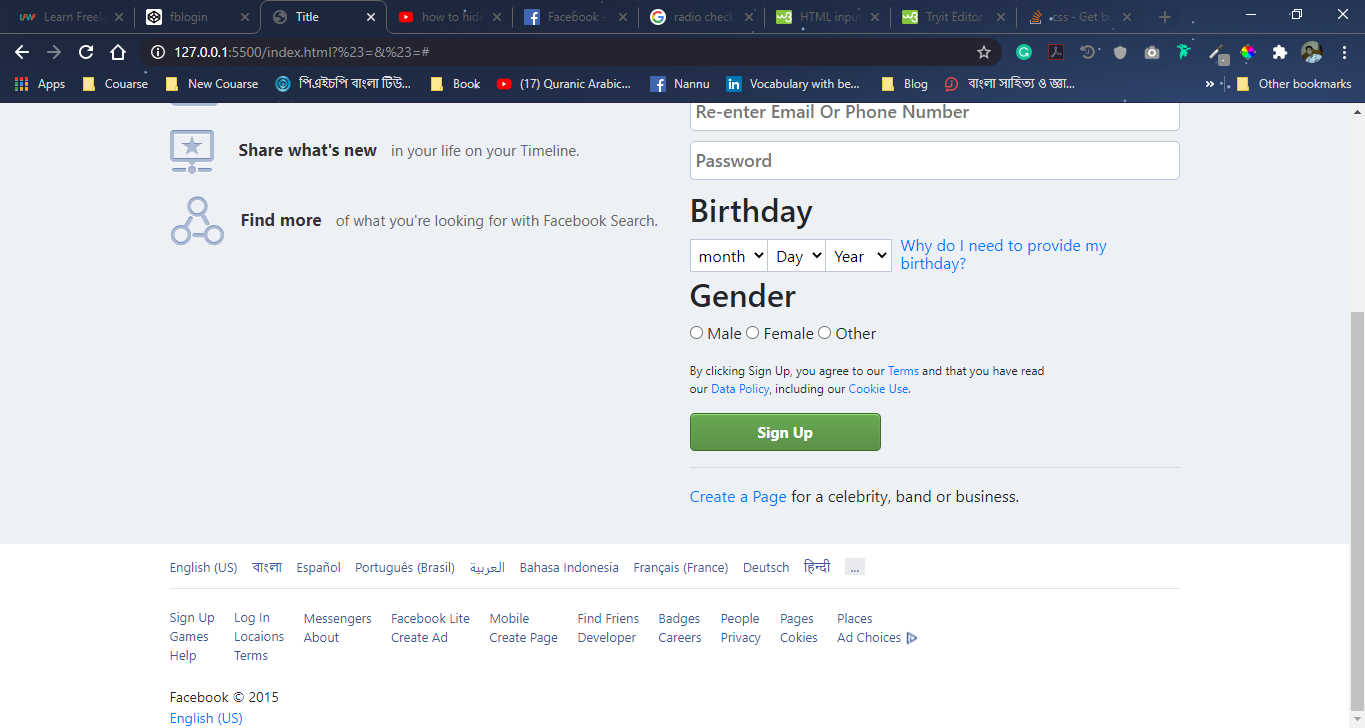 Learn Freel
fblogin
Title
how to hide
Facebook -
radio check
HTML inpu
Tryit Editor
css - Get bu
127.0.0.1:5500/index.html?%23=&%23=#
Apps
Couarse
New Couarse
পিএইচপি বাংলা টিউ...
Book
(17) Quranic Arabic...
Nannu
Vocabulary with be...
Blog
বাংলা সাহিত্য ও জ্ঞা...
»
Other bookmarks
Re-enter Email Or Phone Number
Share what's new in your life on your Timeline.
Password
Find more of what you're looking for with Facebook Search.
Birthday
month Day Year Why do I need to provide my
birthday?
Gender
Male Female Other
By clicking Sign Up, you agree to our Terms and that you have read
our Data Policy, including our Cookie Use.
Sign Up
Create a Page for a celebrity, band or business.
English (US) বাংলা Español Português (Brasil) العربية Bahasa Indonesia Français (France) Deutsch हिन्दी ...
Sign Up Log In Messengers Facebook Lite Mobile Find Friens Badges People Pages Places
Games Locaions About Create Ad Create Page Developer Careers Privacy Cokies Ad Choices
Help Terms
Facebook © 2015
English (US)